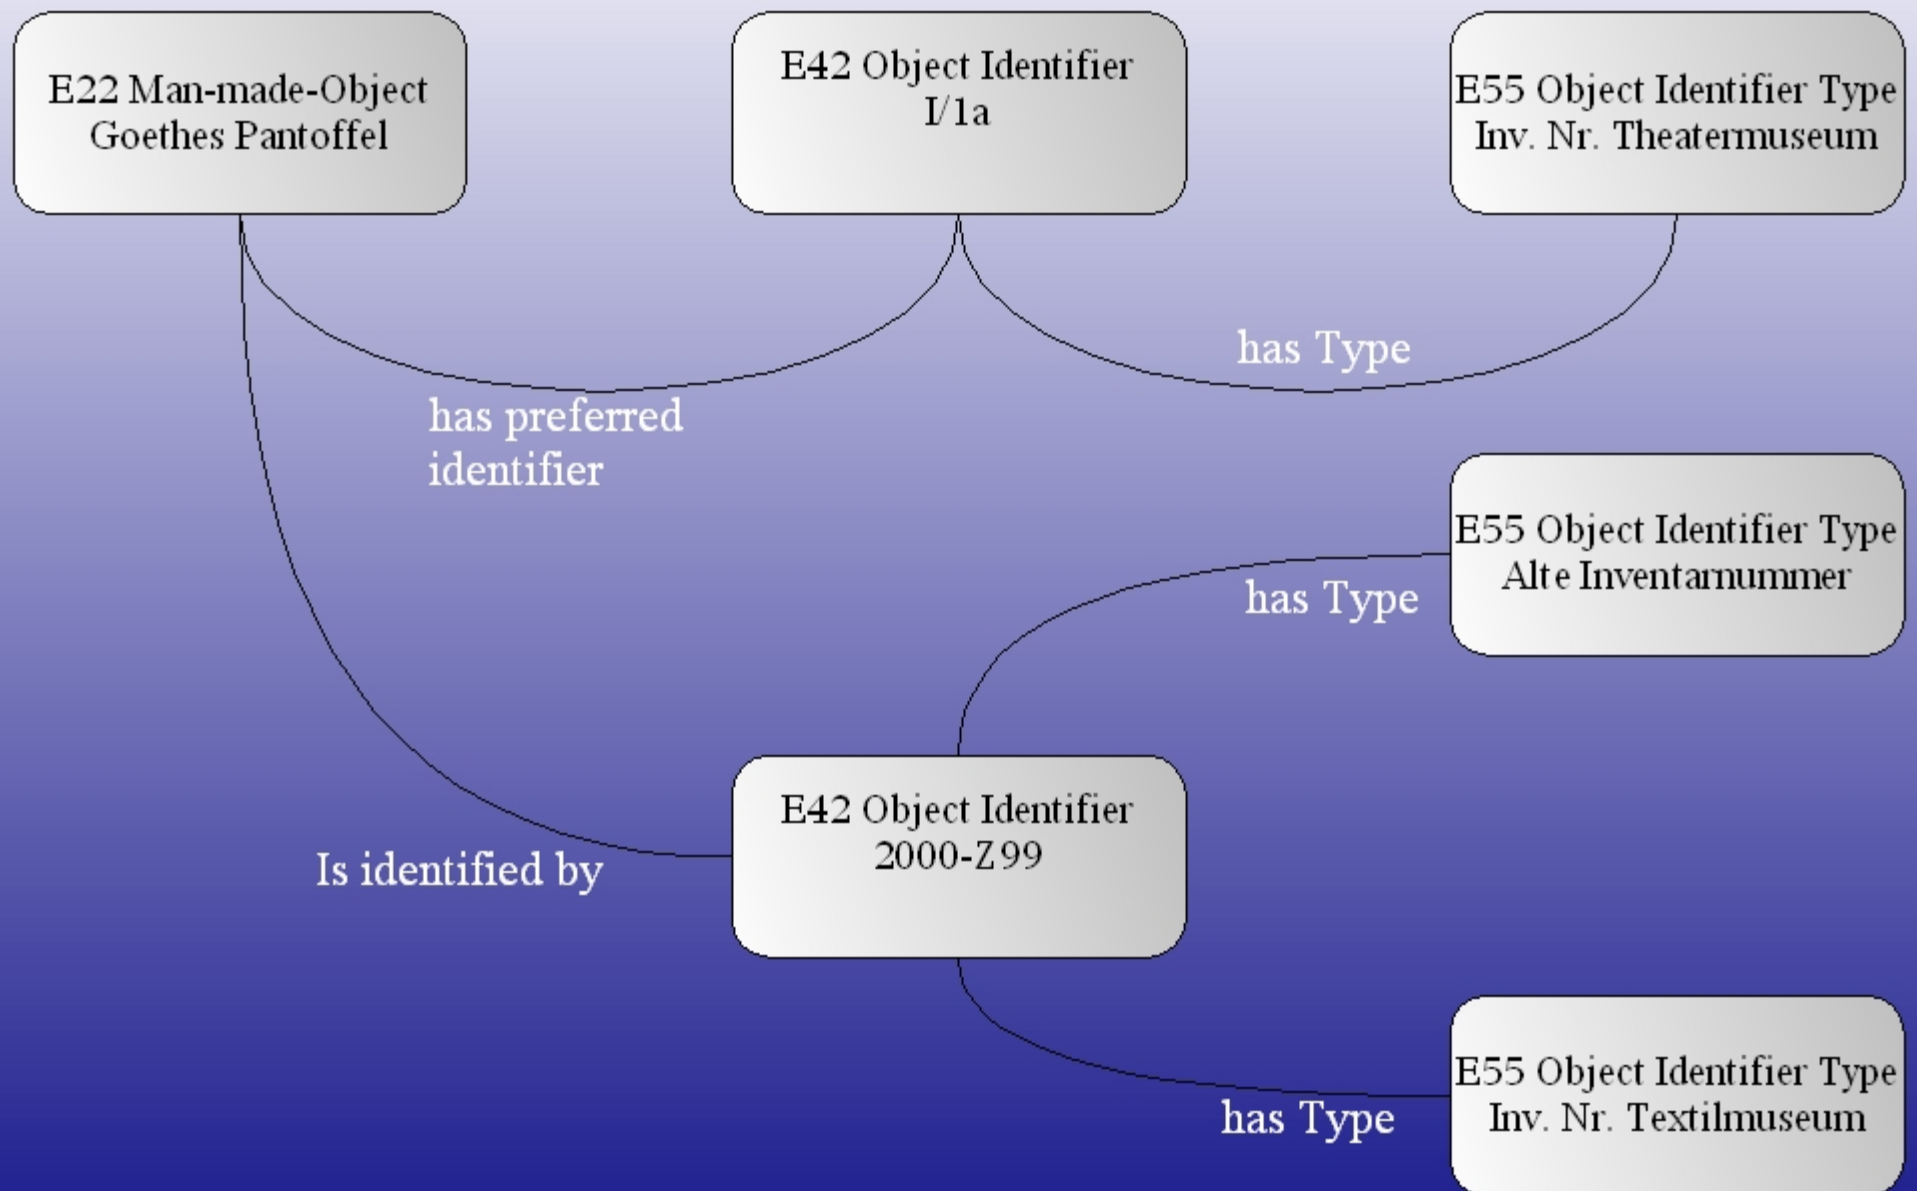 E22 Man-made-Object
Goethes Pantoffel
E42 Object Identifier
I/1a
E55 Object Identifier Type
Inv. Nr. Theatermuseum
has Type
has preferred
identifier
E55 Object Identifier Type
Alte Inventarnummer
has Type
E42 Object Identifier
2000-Z99
Is identified by
E55 Object Identifier Type
Inv. Nr. Textilmuseum
has Type